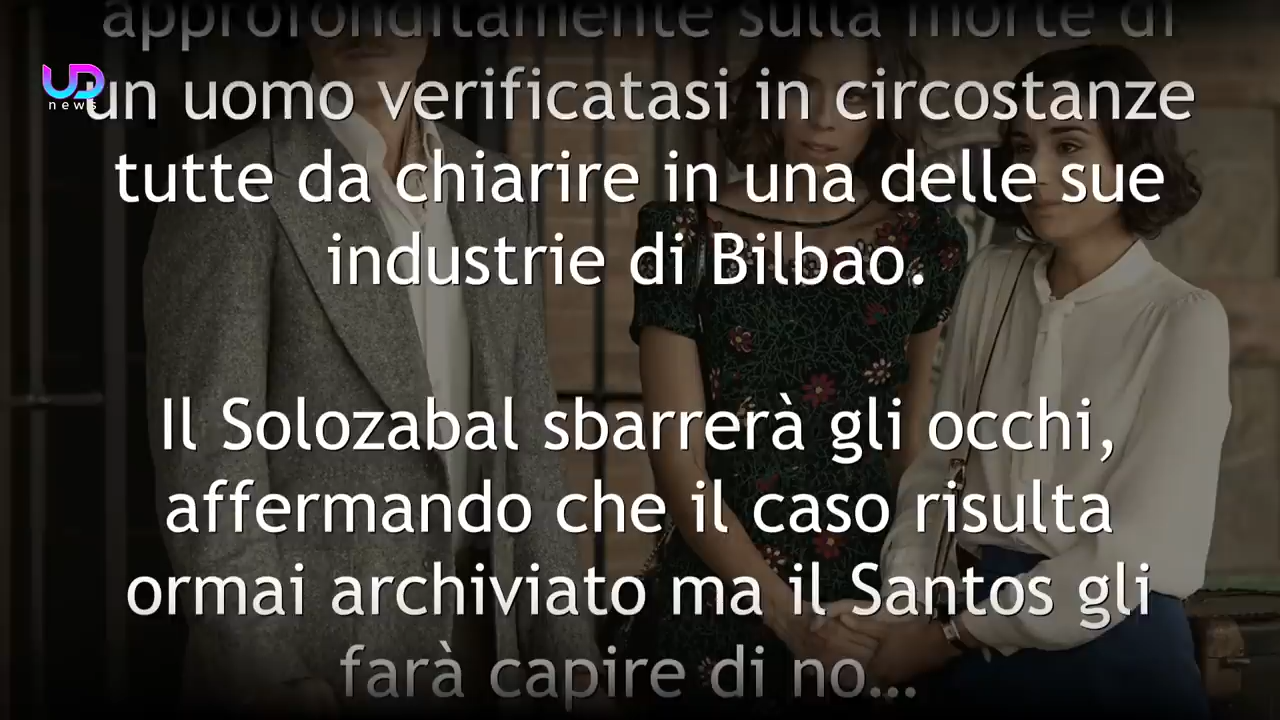 approfonditamente sulla morte di
UD
news
un uomo verificatasi in circostanze
tutte da chiarire in una delle sue
industrie di Bilbao.
Il Solozabal sbarrerà gli occhi,
affermando che il caso risulta
ormai archiviato ma il Santos gli
farà capire di no...